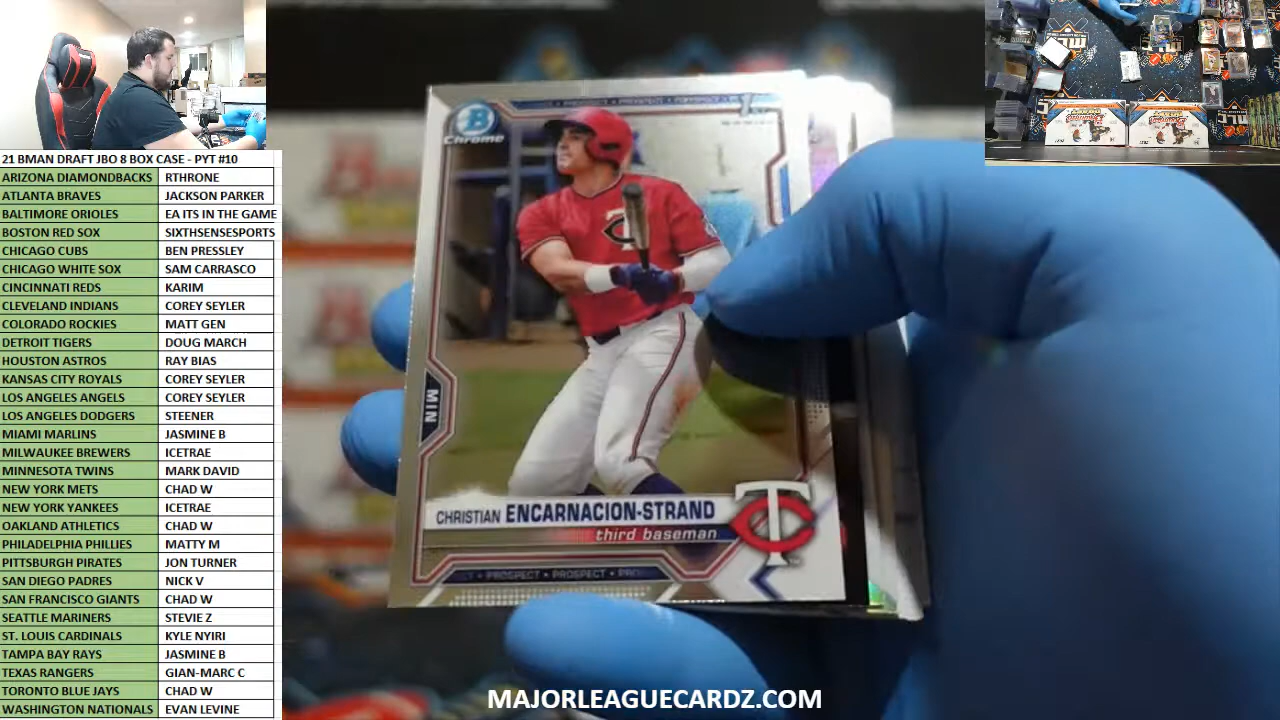 21 BMAN DRAFT JBO 8 BOX CASE - PYT #10
ARIZONA DIAMONDBACKS RTHRONE
ATLANTA BRAVES JACKSON PARKER
BALTIMORE ORIOLES EA ITS IN THE GAME
BOSTON RED SOX SIXTHSENSESPORTS
CHICAGO CUBS BEN PRESSLEY
CHICAGO WHITE SOX SAM CARRASCO
CINCINNATI REDS KARIM
CLEVELAND INDIANS COREY SEYLER
COLORADO ROCKIES MATT GEN
DETROIT TIGERS DOUG MARCH
HOUSTON ASTROS RAY BIAS
KANSAS CITY ROYALS COREY SEYLER
LOS ANGELES ANGELS COREY SEYLER
LOS ANGELES DODGERS STEENER
MIAMI MARLINS JASMINE B
MILWAUKEE BREWERS ICETRAE
MINNESOTA TWINS MARK DAVID
NEW YORK METS CHAD W
NEW YORK YANKEES ICETRAE
OAKLAND ATHLETICS CHAD W
PHILADELPHIA PHILLIES MATTY M
PITTSBURGH PIRATES JON TURNER
SAN DIEGO PADRES NICK V
SAN FRANCISCO GIANTS CHAD W
SEATTLE MARINERS STEVIE Z
ST. LOUIS CARDINALS KYLE NYIRI
TAMPA BAY RAYS JASMINE B
TEXAS RANGERS GIAN-MARC C
TORONTO BLUE JAYS CHAD W
WASHINGTON NATIONALS EVAN LEVINE
B
Chrome
MIN
CHRISTIAN ENCARNACION-STRAND
third baseman
TC
PROSPECT • PROSPECT
MAJORLEAGUECARDZ.COM